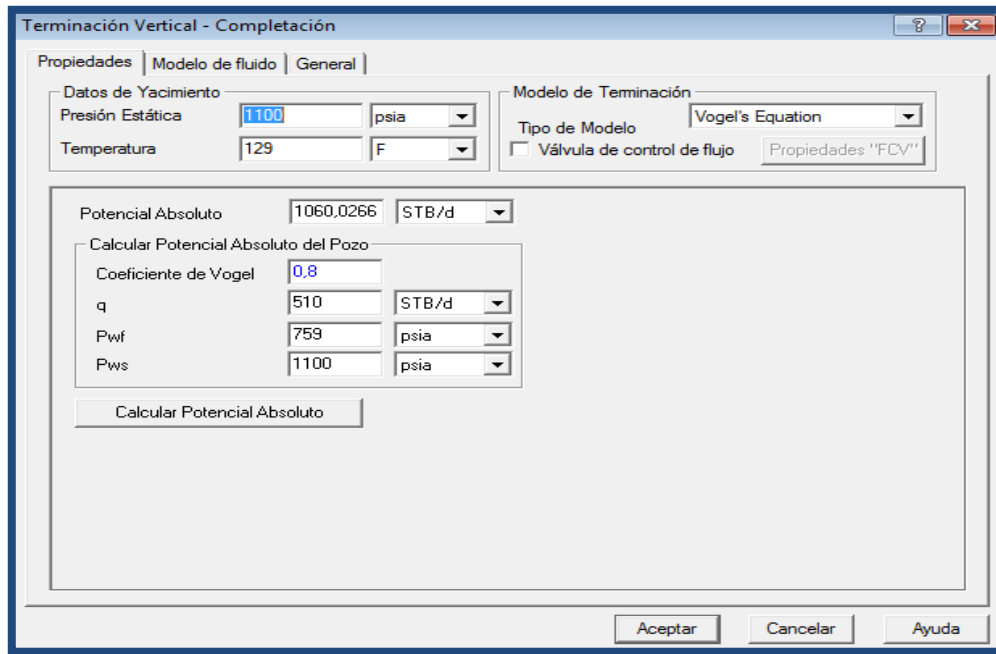 Terminación Vertical - Completación
Propiedades Modelo de fluido General
Datos de Yacimiento
Presión Estática 1100 psia
Temperatura 129 F
Modelo de Terminación
Tipo de Modelo Vogel's Equation
Válvula de control de flujo Propiedades "FCV"
Potencial Absoluto 1060,0266 STB/d
Calcular Potencial Absoluto del Pozo
Coeficiente de Vogel 0,8
q 510 STB/d
Pwf 759 psia
Pws 1100 psia
Calcular Potencial Absoluto
Aceptar Cancelar Ayuda